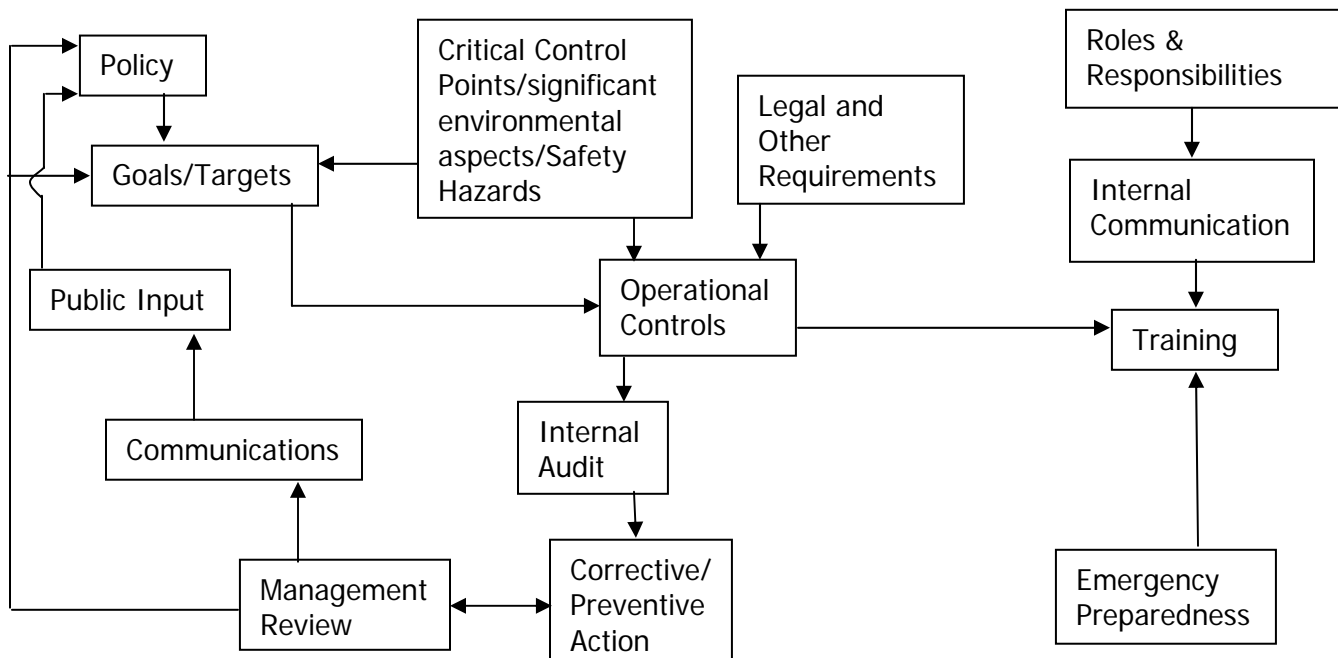 Policy
Critical Control
Points/significant
environmental
aspects/Safety
Hazards
Roles &
Responsibilities
Legal and
Other
Requirements
Goals/Targets
Internal
Communication
Public Input
Operational
Controls
Training
Communications
Internal
Audit
Management
Review
Corrective/
Preventive
Action
Emergency
Preparedness